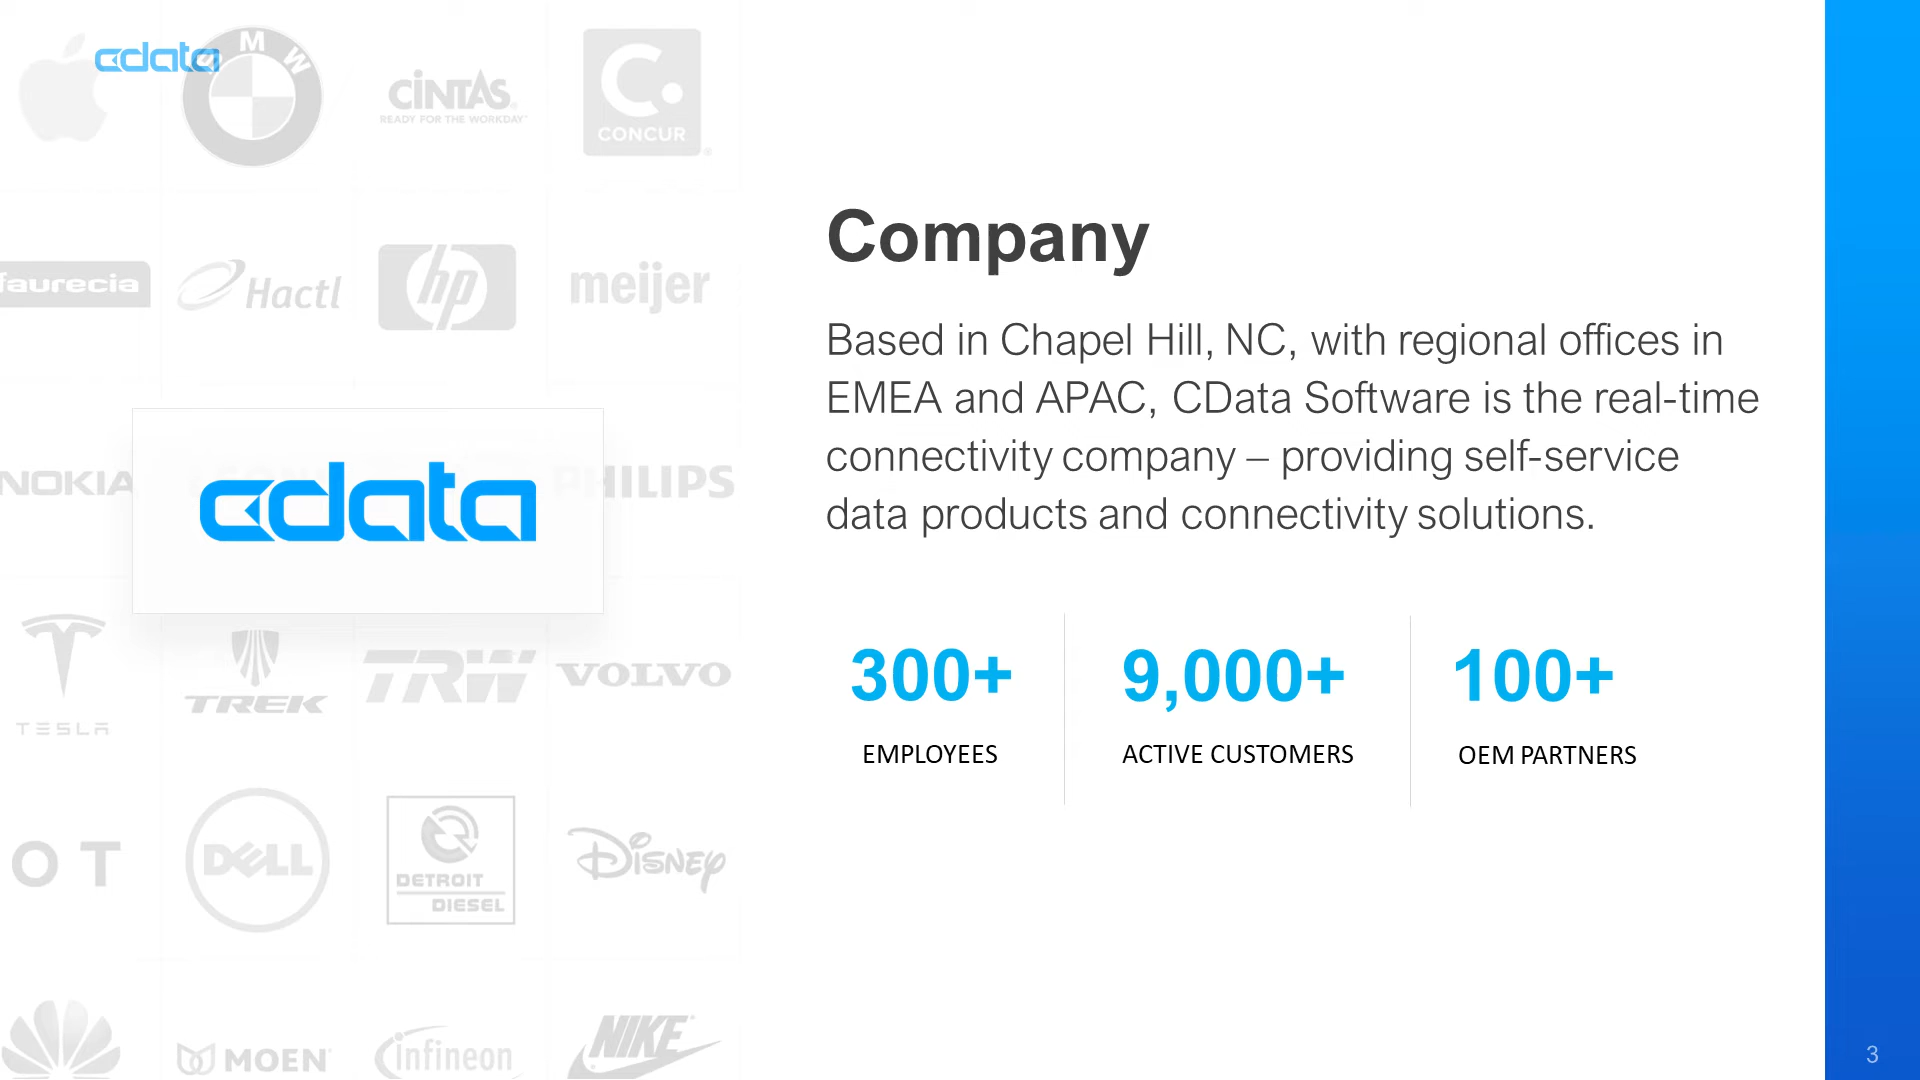 cdata
BMW
CINTAS
READY FOR THE WORKDAY
CONCUR
faurecia
Hactl
hp
meijer
NOKIA
cdata
PHILIPS
TESLA
TREK
TRW
VOLVO
O T
DELL
DETROIT
DIESEL
Disney
MOEN
infineon
NIKE
Company
Based in Chapel Hill, NC, with regional offices in
EMEA and APAC, CData Software is the real-time
connectivity company – providing self-service
data products and connectivity solutions.
300+
EMPLOYEES
9,000+
ACTIVE CUSTOMERS
100+
OEM PARTNERS
3